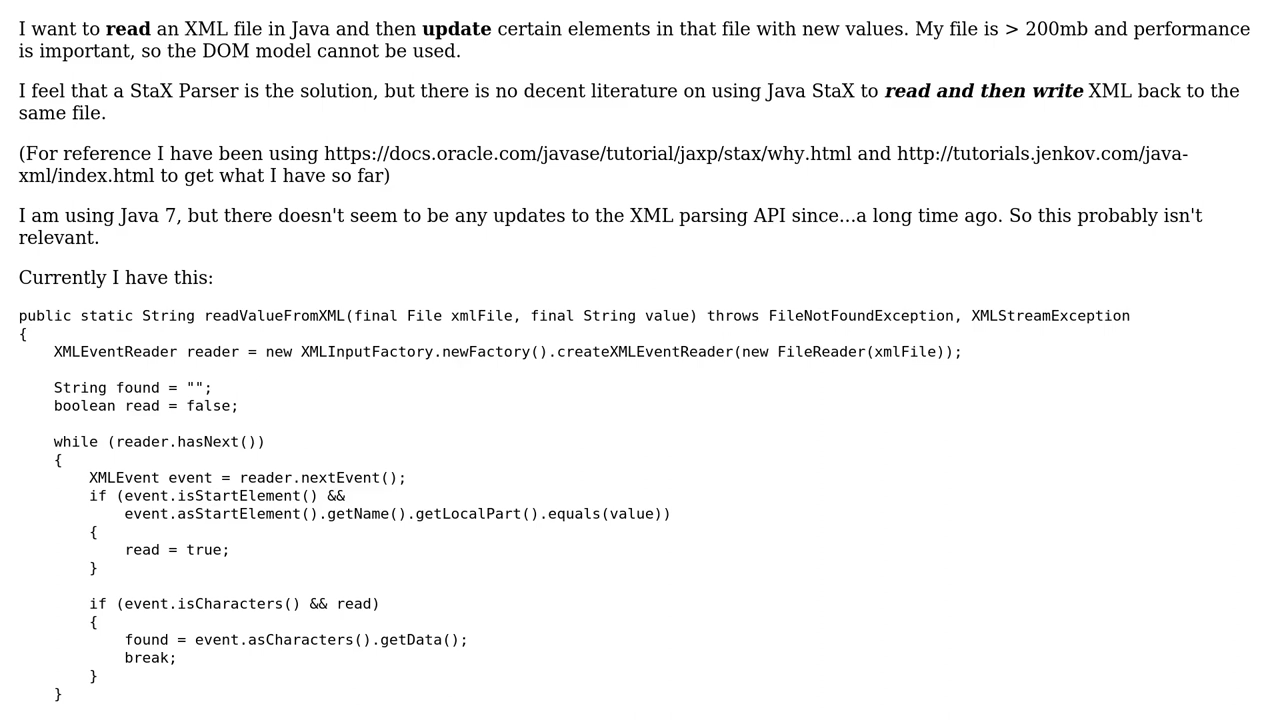 I want to read an XML file in Java and then update certain elements in that file with new values. My file is > 200mb and performance
is important, so the DOM model cannot be used.
I feel that a StaX Parser is the solution, but there is no decent literature on using Java StaX to read and then write XML back to the
same file.
(For reference I have been using https://docs.oracle.com/javase/tutorial/jaxp/stax/why.html and http://tutorials.jenkov.com/java-
xml/index.html to get what I have so far)
I am using Java 7, but there doesn't seem to be any updates to the XML parsing API since...a long time ago. So this probably isn't
relevant.
Currently I have this:
public static String readValueFromXML(final File xmlFile, final String value) throws FileNotFoundException, XMLStreamException
{
    XMLEventReader reader = new XMLInputFactory.newFactory().createXMLEventReader(new FileReader(xmlFile));
    String found = "";
    boolean read = false;
    while (reader.hasNext())
    {
        XMLEvent event = reader.nextEvent();
        if (event.isStartElement() &&
            event.asStartElement().getName().getLocalPart().equals(value))
        {
            read = true;
        }
        if (event.isCharacters() && read)
        {
            found = event.asCharacters().getData();
            break;
        }
    }